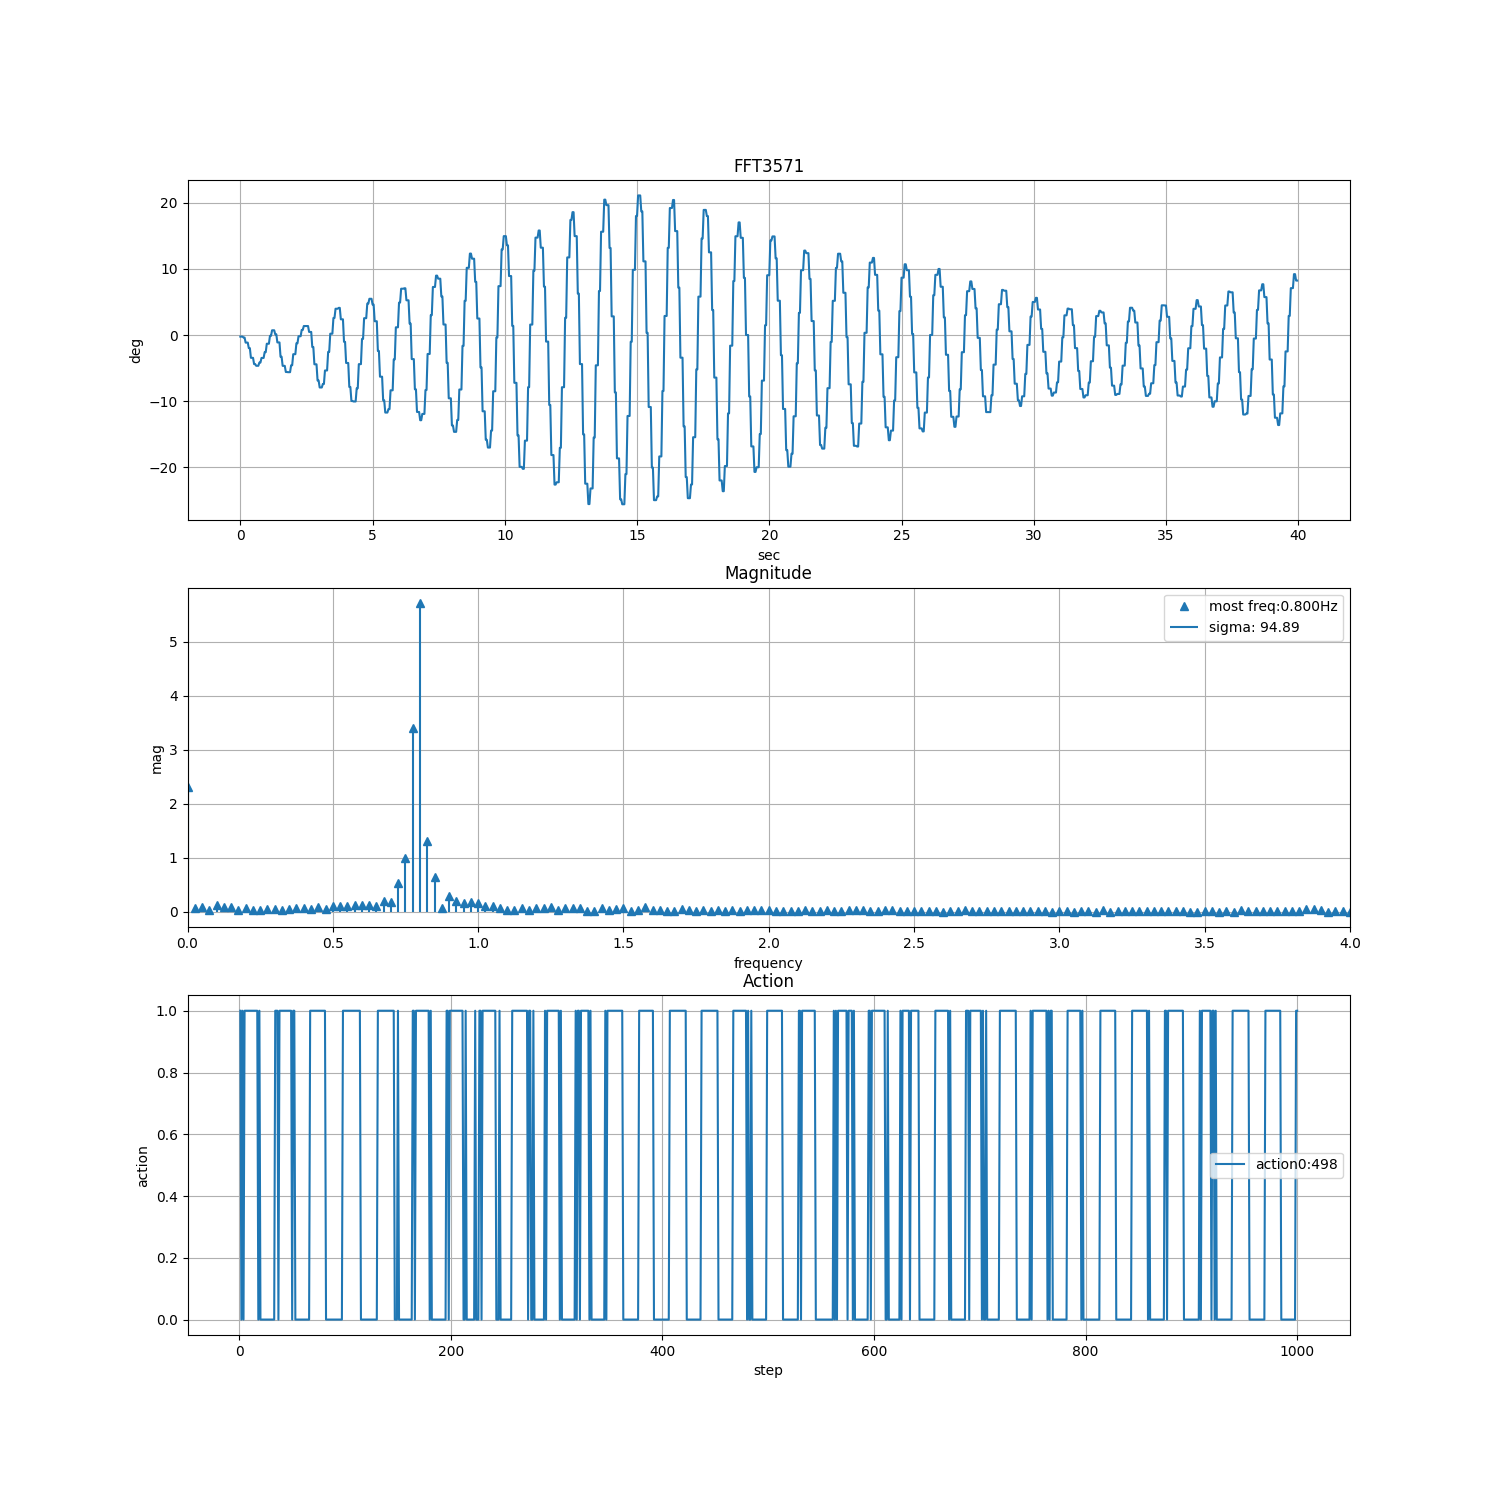 FFT3571
20
10
0
−10
−20
deg
0 5 10 15 20 25 30 35 40
sec
Magnitude
most freq:0.800Hz
sigma: 94.89
5
4
3
2
1
0
mag
0.0 0.5 1.0 1.5 2.0 2.5 3.0 3.5 4.0
frequency
Action
1.0
0.8
0.6
0.4
0.2
0.0
action
action0:498
0 200 400 600 800 1000
step